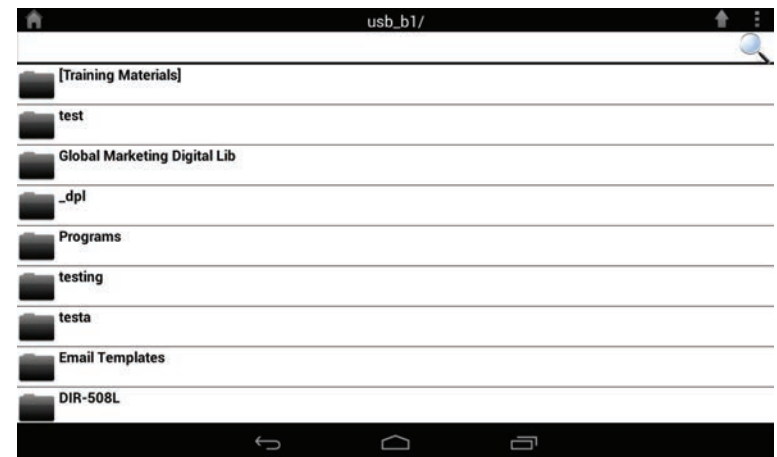 usb_b1/
[Training Materials]
test
Global Marketing Digital Lib
_dpl
Programs
testing
testa
Email Templates
DIR-508L